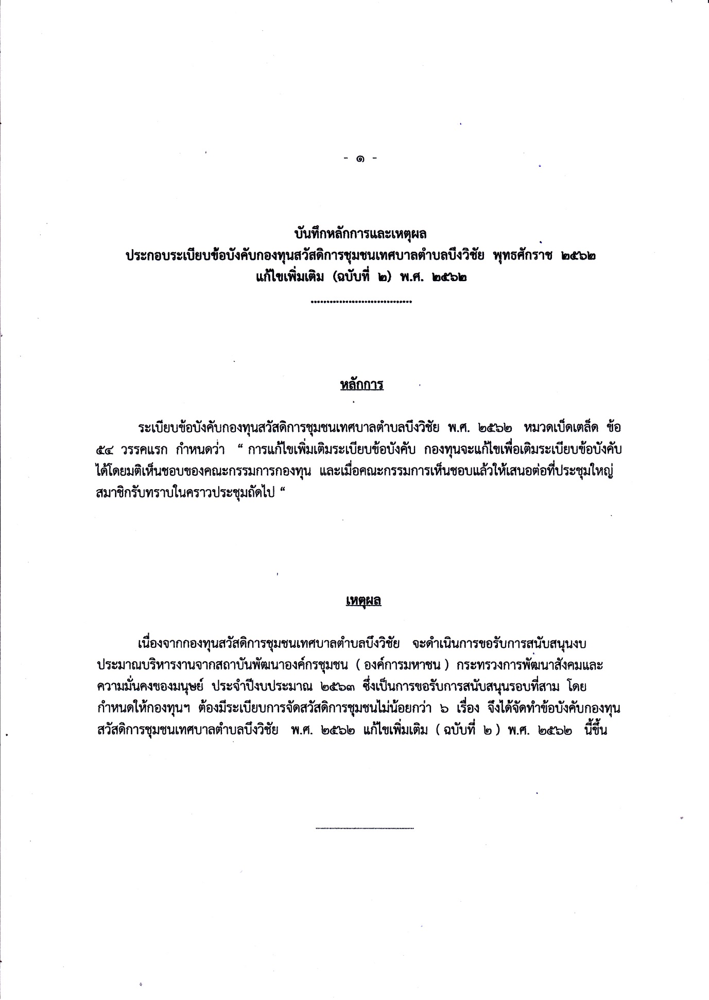 - ๑ -
บันทึกหลักการและเหตุผล
ประกอบระเบียบข้อบังคับกองทุนสวัสดิการชุมชนเทศบาลตำบลบึงวิชัย พุทธศักราช ๒๕๖๒
แก้ไขเพิ่มเติม (ฉบับที่ ๒) พ.ศ. ๒๕๖๒
................................
หลักการ
ระเบียบข้อบังคับกองทุนสวัสดิการชุมชนเทศบาลตำบลบึงวิชัย พ.ศ. ๒๕๖๒ หมวดเบ็ดเตล็ด ข้อ
๕๔ วรรคแรก กำหนดว่า “ การแก้ไขเพิ่มเติมระเบียบข้อบังคับ กองทุนจะแก้ไขเพื่อเติมระเบียบข้อบังคับ
ได้โดยมติเห็นชอบของคณะกรรมการกองทุน และเมื่อคณะกรรมการเห็นชอบแล้วให้เสนอต่อที่ประชุมใหญ่
สมาชิกรับทราบในคราวประชุมถัดไป “
เหตุผล
เนื่องจากกองทุนสวัสดิการชุมชนเทศบาลตำบลบึงวิชัย จะดำเนินการขอรับการสนับสนุนงบ
ประมาณบริหารงานจากสถาบันพัฒนาองค์กรชุมชน ( องค์การมหาชน ) กระทรวงการพัฒนาสังคมและ
ความมั่นคงของมนุษย์ ประจำปีงบประมาณ ๒๕๖๓ ซึ่งเป็นการขอรับการสนับสนุนรอบที่สาม โดย
กำหนดให้กองทุนฯ ต้องมีระเบียบการจัดสวัสดิการชุมชนไม่น้อยกว่า ๖ เรื่อง จึงได้จัดทำข้อบังคับกองทุน
สวัสดิการชุมชนเทศบาลตำบลบึงวิชัย พ.ศ. ๒๕๖๒ แก้ไขเพิ่มเติม ( ฉบับที่ ๒ ) พ.ศ. ๒๕๖๒ นี้ขึ้น
................................